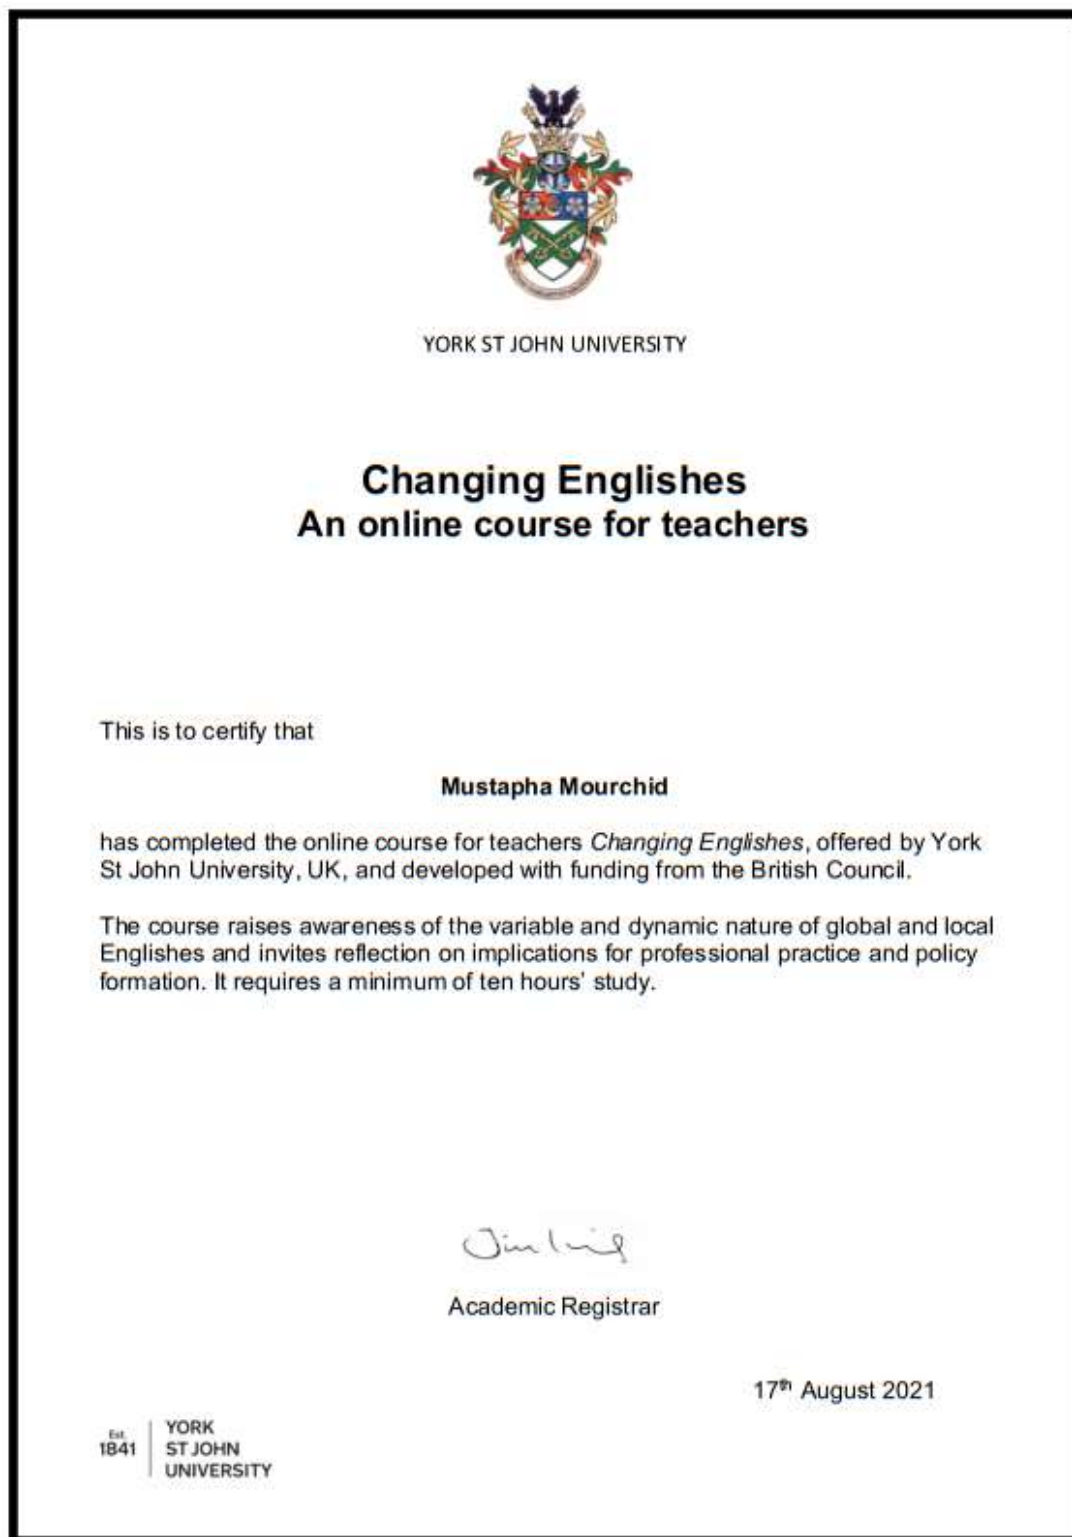 YORK ST JOHN UNIVERSITY
Changing Englishes
An online course for teachers
This is to certify that
Mustapha Mourchid
has completed the online course for teachers Changing Englishes, offered by York
St John University, UK, and developed with funding from the British Council.
The course raises awareness of the variable and dynamic nature of global and local
Englishes and invites reflection on implications for professional practice and policy
formation. It requires a minimum of ten hours’ study.
Academic Registrar
17th August 2021
Est.
1841
YORK
ST JOHN
UNIVERSITY